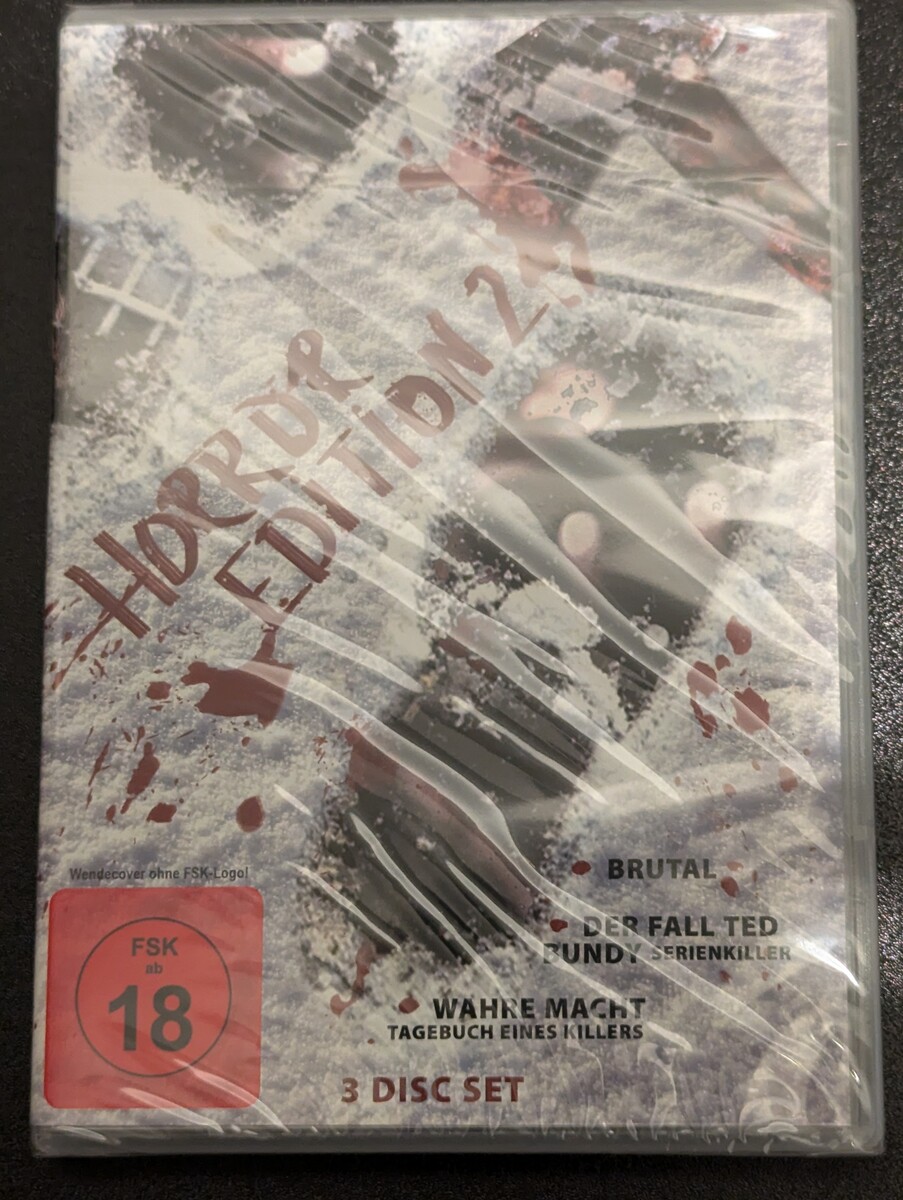 HORROR
EDITION 2
Wendecover ohne FSK-Logo!
FSK
ab
18
BRUTAL
DER FALL TED
BUNDY SERIENKILLER
WAHRE MACHT
TAGEBUCH EINES KILLERS
3 DISC SET